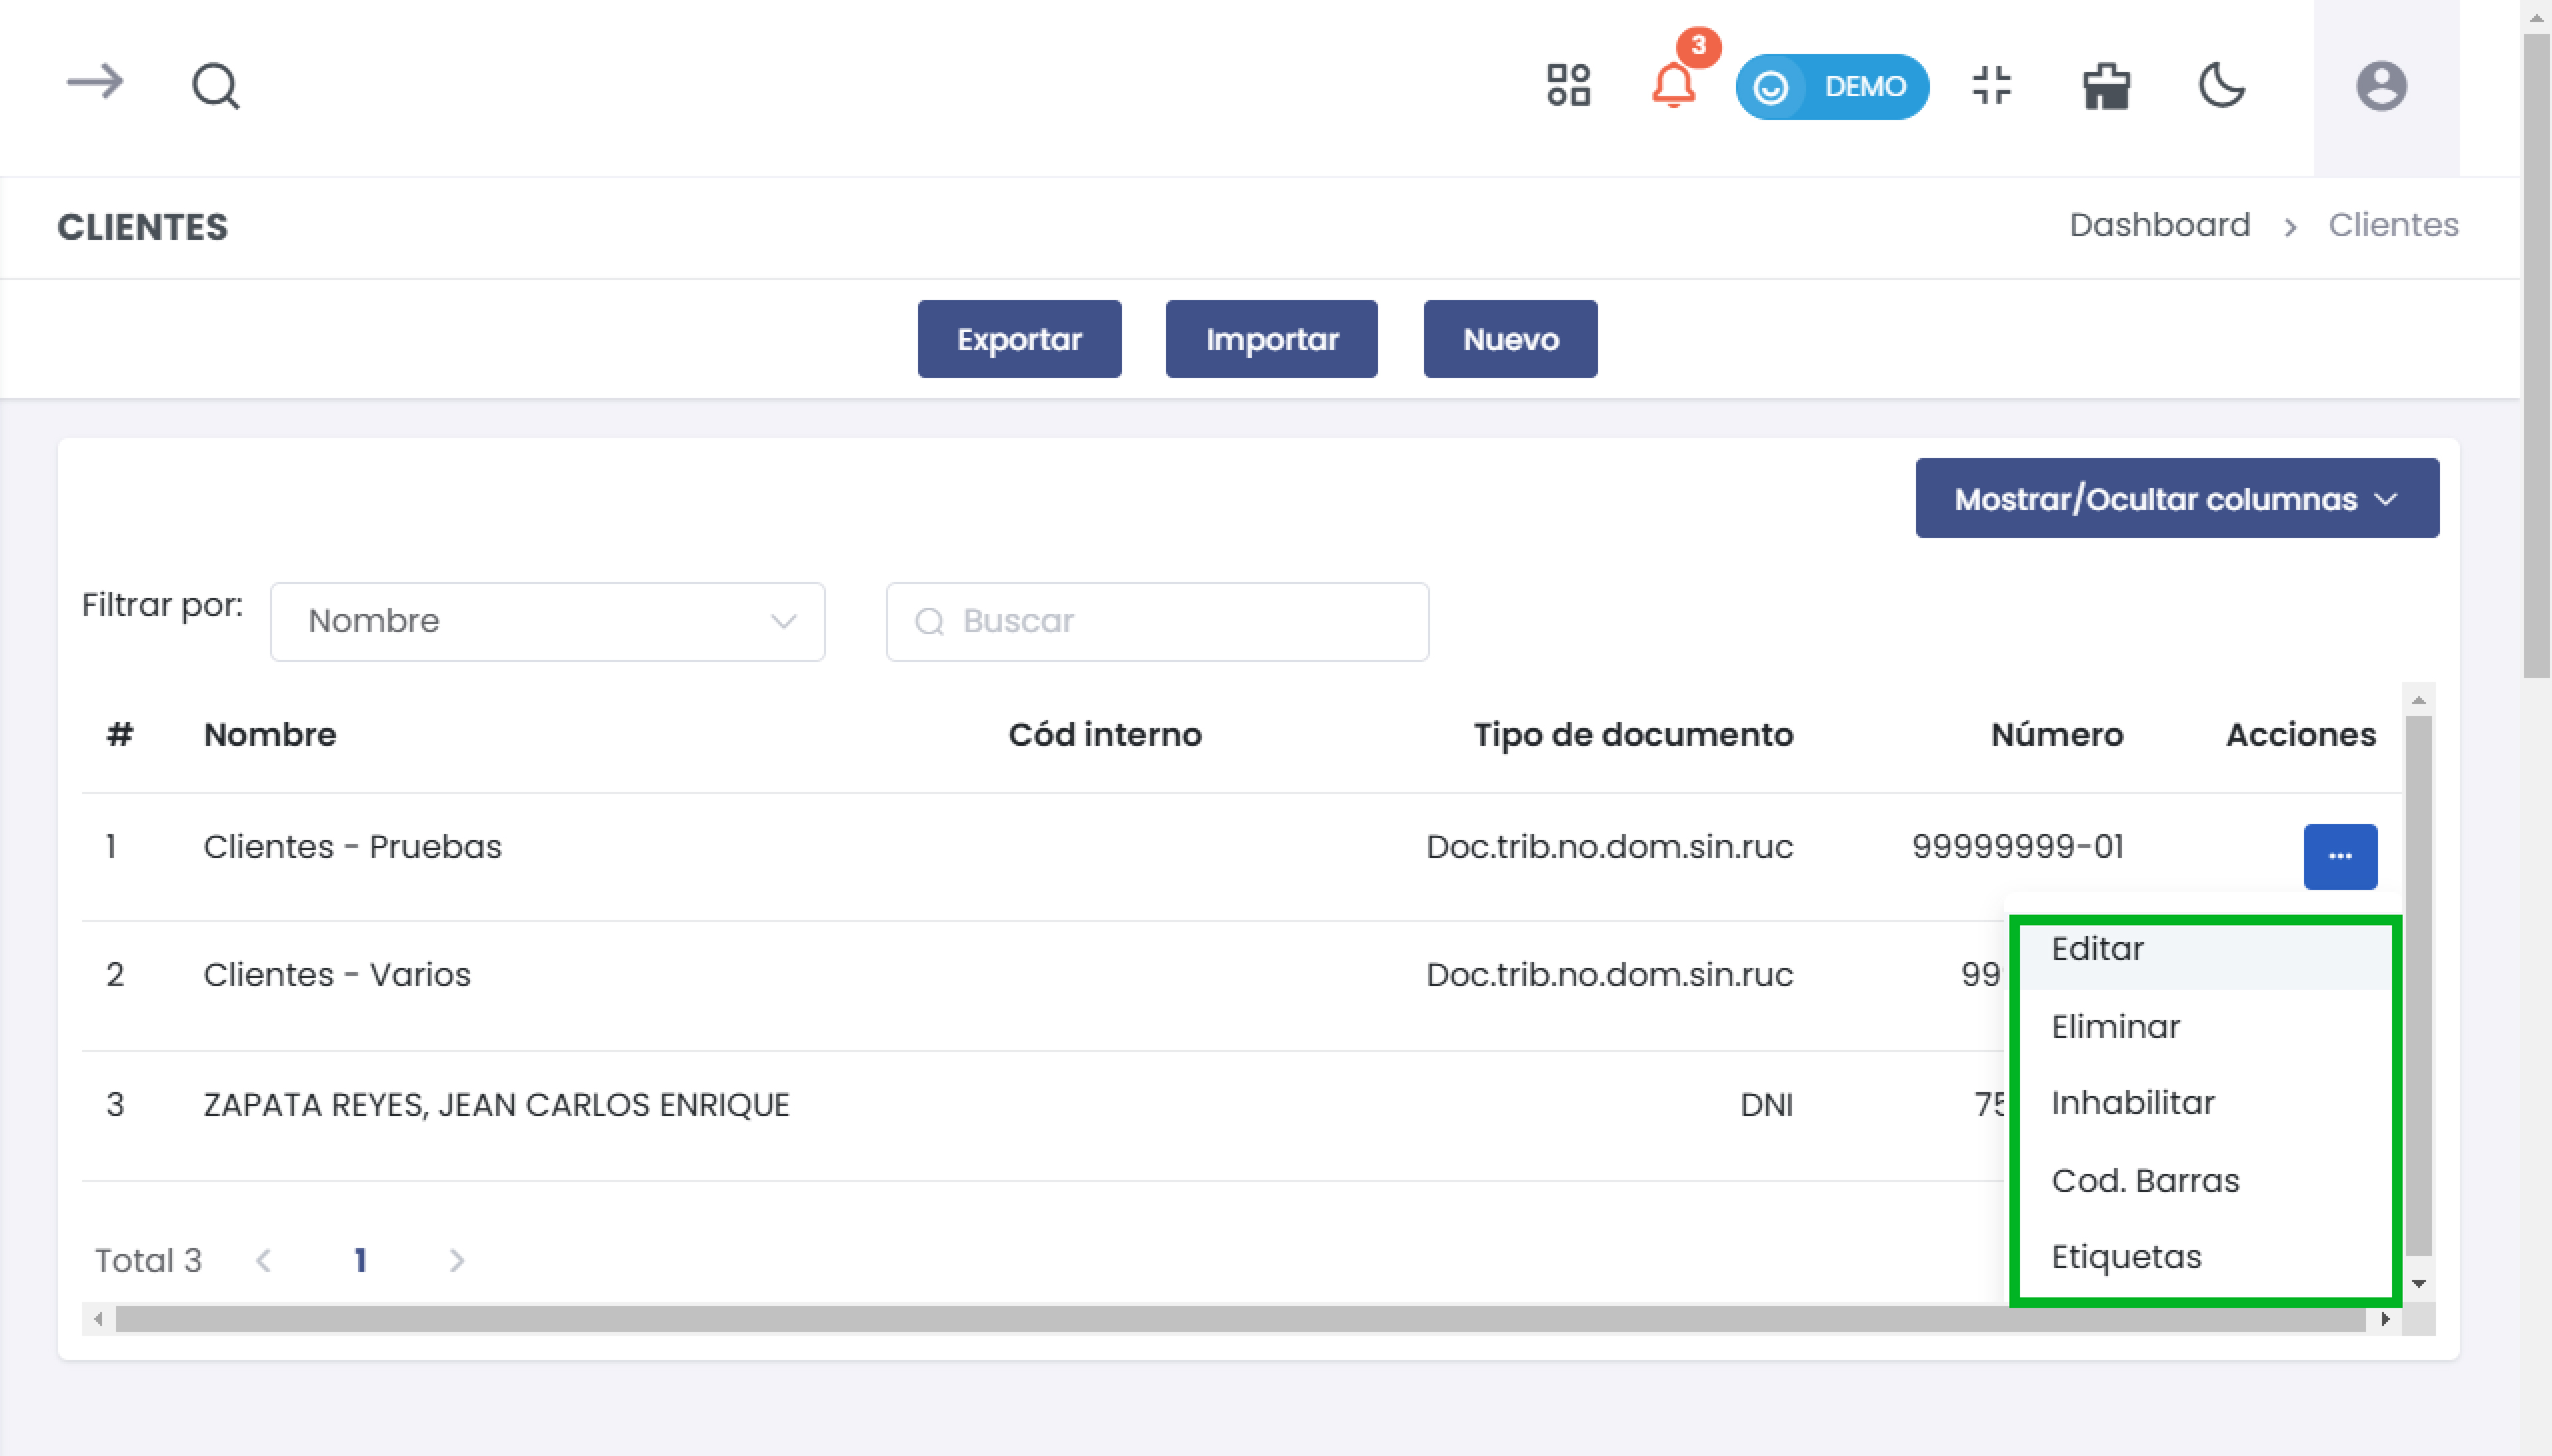 3
DEMO
CLIENTES
Dashboard > Clientes
Exportar Importar Nuevo
Mostrar/Ocultar columnas
Filtrar por: Nombre Buscar
# Nombre Cód interno Tipo de documento Número Acciones
1 Clientes - Pruebas Doc.trib.no.dom.sin.ruc 99999999-01 ...
2 Clientes - Varios Doc.trib.no.dom.sin.ruc 99
3 ZAPATA REYES, JEAN CARLOS ENRIQUE DNI 75
Editar
Eliminar
Inhabilitar
Cod. Barras
Etiquetas
Total 3 < 1 >